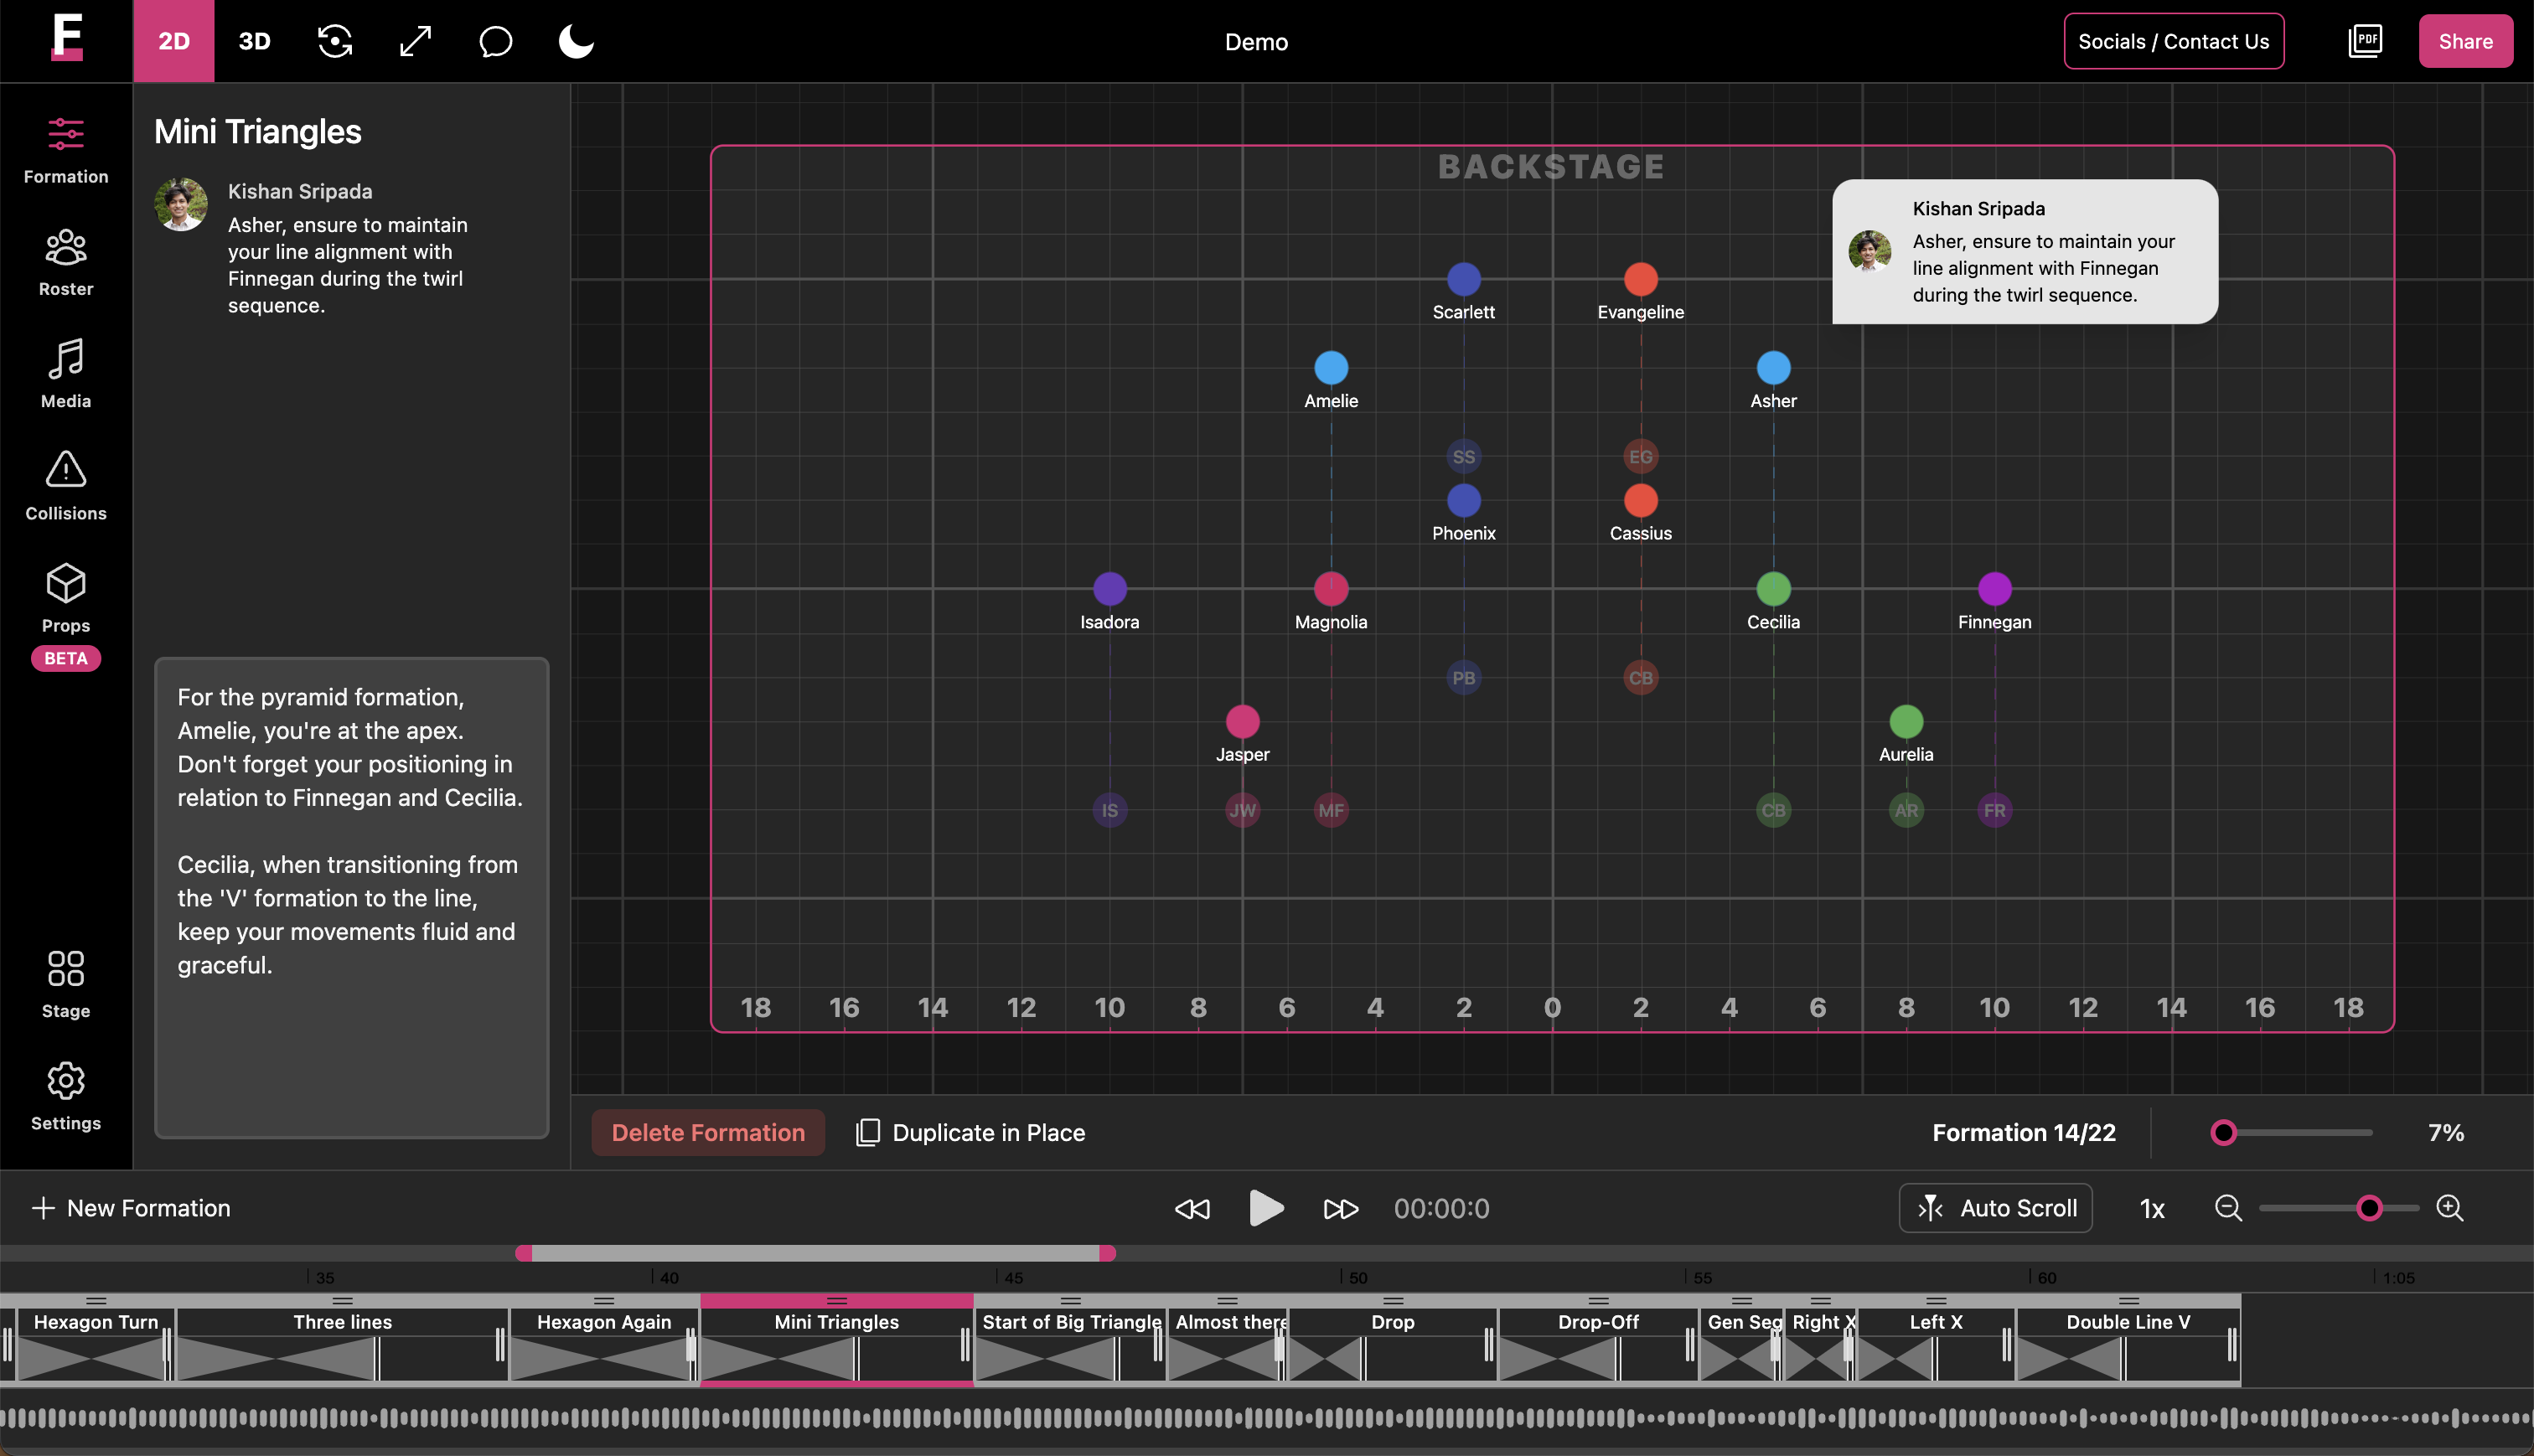 F
2D
3D
Demo
Socials / Contact Us
PDF
Share
Formation
Roster
Media
Collisions
Props
BETA
Stage
Settings
Mini Triangles
Kishan Sripada
Asher, ensure to maintain
your line alignment with
Finnegan during the twirl
sequence.
For the pyramid formation,
Amelie, you're at the apex.
Don't forget your positioning in
relation to Finnegan and Cecilia.
Cecilia, when transitioning from
the 'V' formation to the line,
keep your movements fluid and
graceful.
BACKSTAGE
Kishan Sripada
Asher, ensure to maintain your
line alignment with Finnegan
during the twirl sequence.
Scarlett
Evangeline
Amelie
Asher
SS
EG
Phoenix
Cassius
Isadora
Magnolia
Cecilia
Finnegan
PB
CB
Jasper
Aurelia
IS
JW
MF
CB
AR
FR
18 16 14 12 10 8 6 4 2 0 2 4 6 8 10 12 14 16 18
Delete Formation
Duplicate in Place
Formation 14/22
7%
New Formation
00:00:0
Auto Scroll
1x
35 40 45 50 55 60 1:05
Hexagon Turn
Three lines
Hexagon Again
Mini Triangles
Start of Big Triangle
Almost there
Drop
Drop-Off
Gen Seg
Right X
Left X
Double Line V